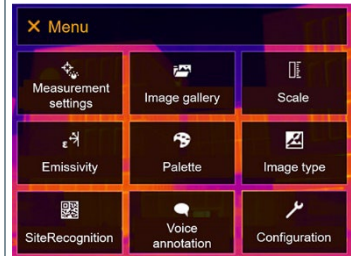 Menu
Measurement
settings
Image gallery
Scale
Emissivity
Palette
Image type
SiteRecognition
Voice
annotation
Configuration